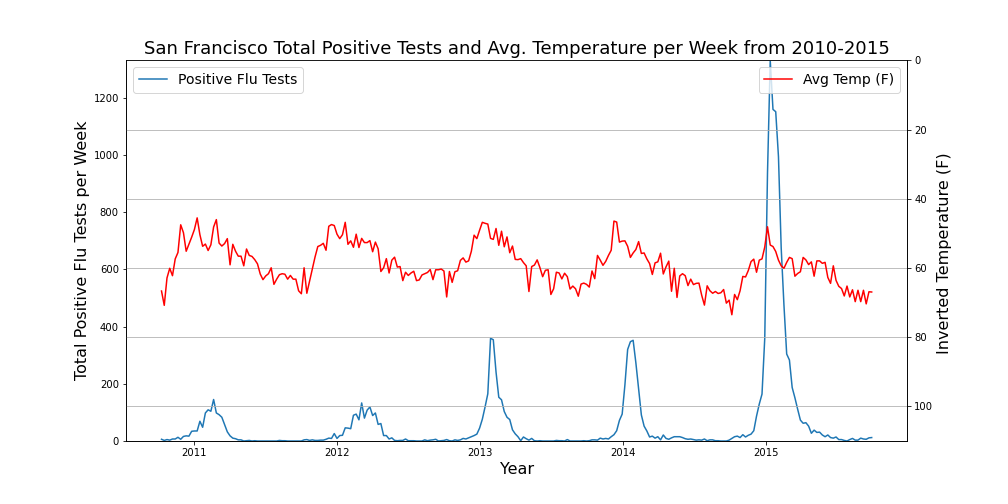 San Francisco Total Positive Tests and Avg. Temperature per Week from 2010-2015
Positive Flu Tests
Avg Temp (F)
Total Positive Flu Tests per Week
1200
1000
800
600
400
200
0
0
20
40
60
80
100
Inverted Temperature (F)
2011 2012 2013 2014 2015
Year